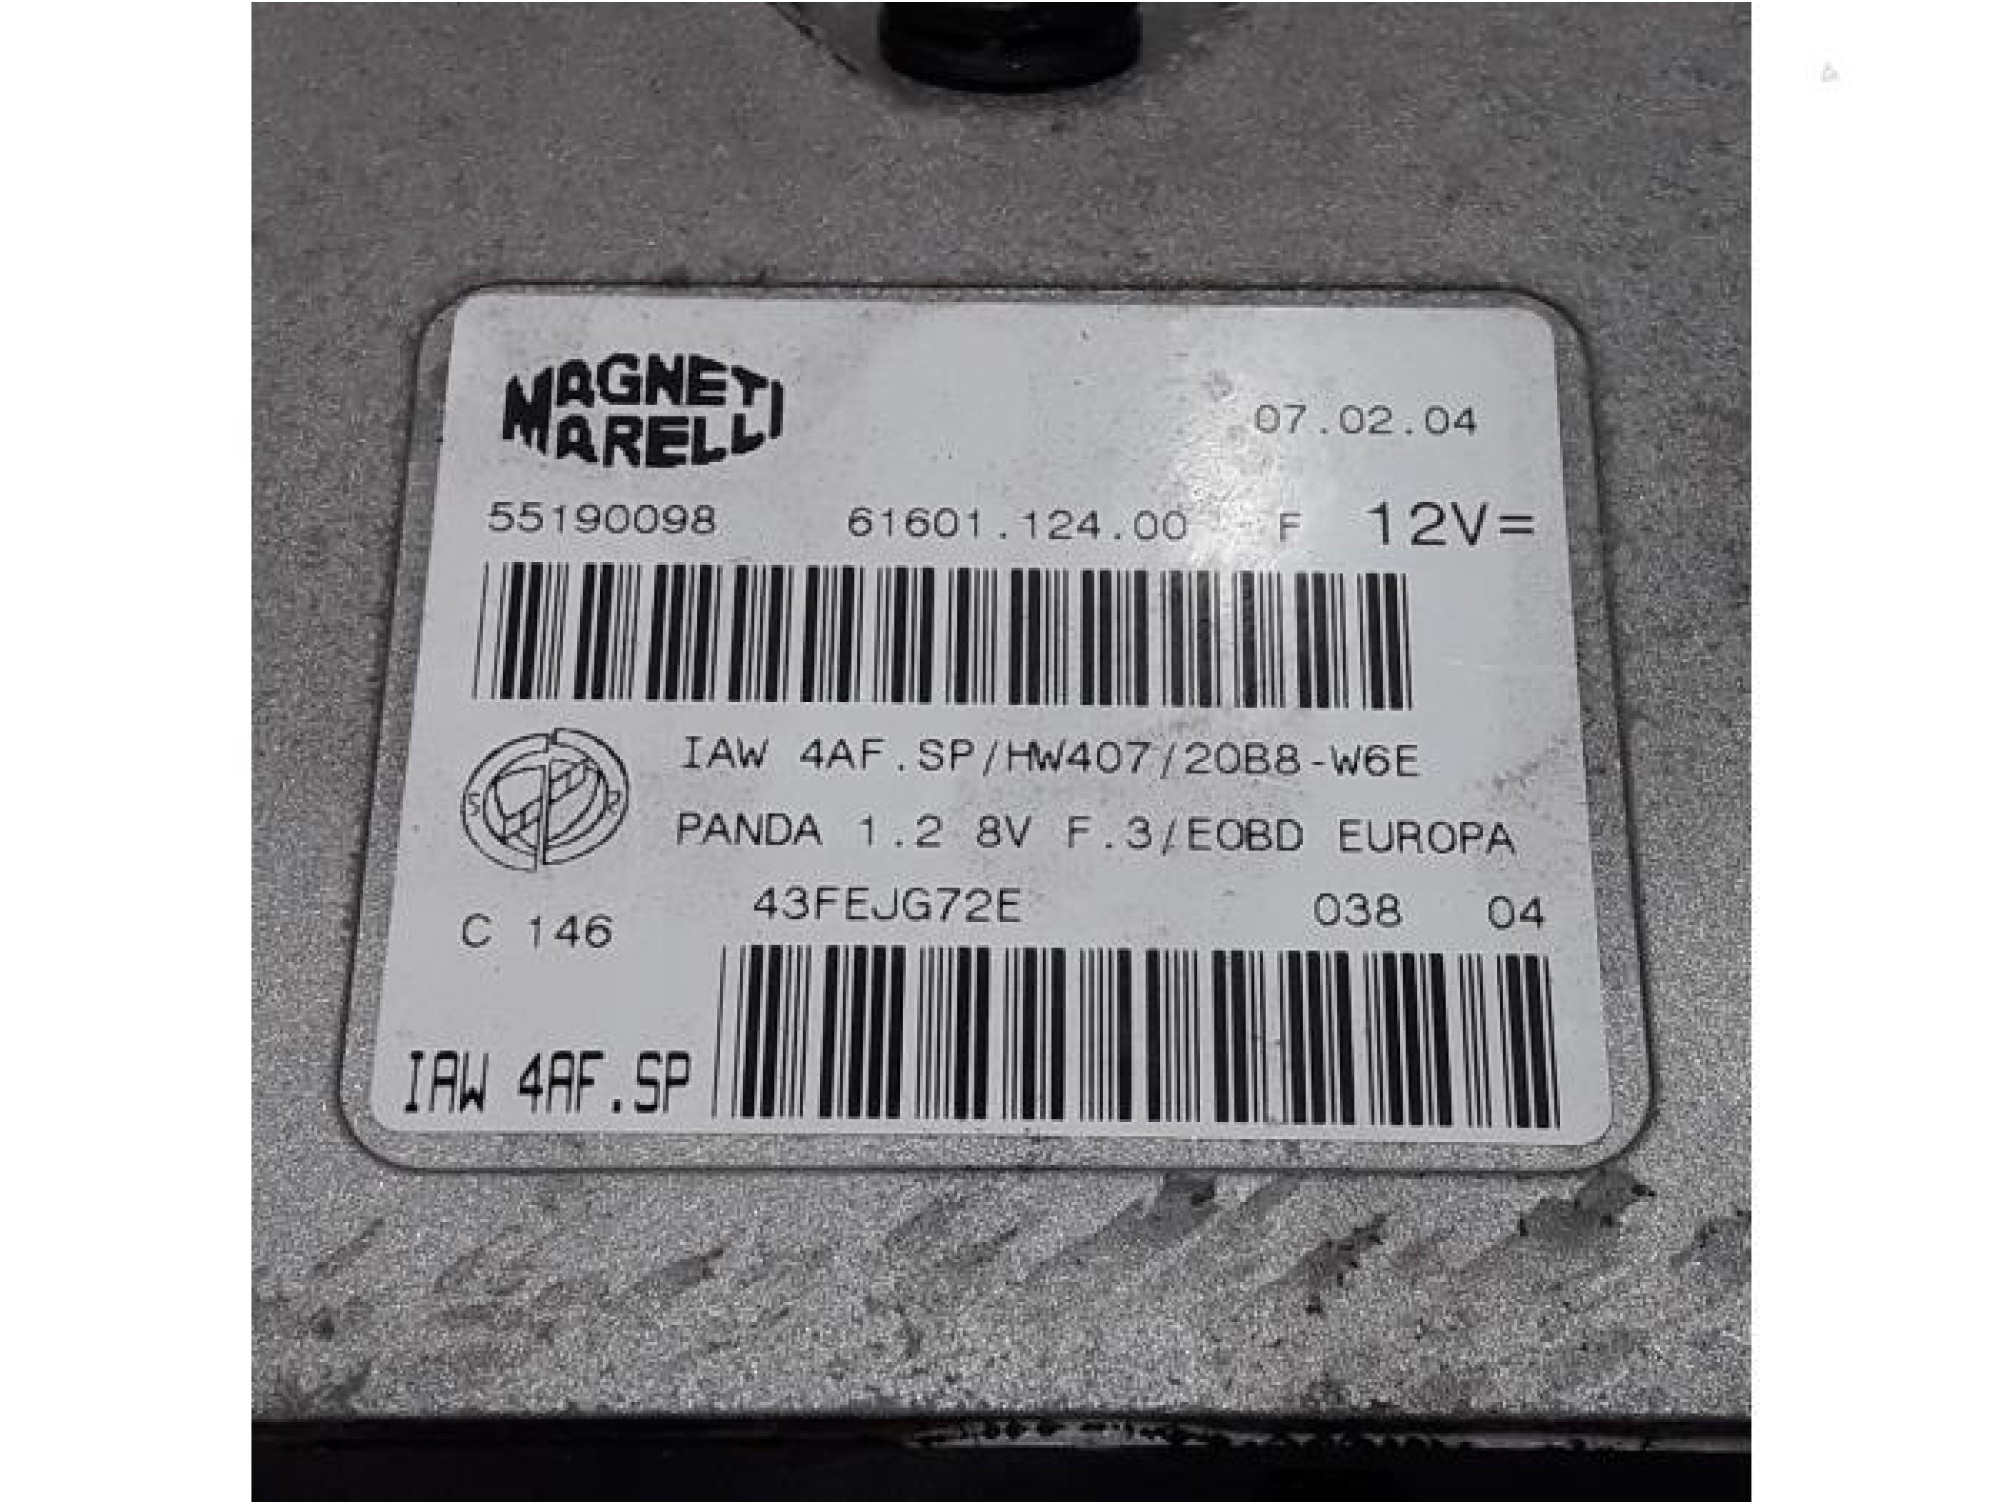 MAGNETI
MARELLI
07.02.04
55190098 61601.124.00 F 12V=
IAW 4AF.SP/HW407/20B8-W6E
PANDA 1.2 8V F.3/EOBD EUROPA
43FEJG72E 038 04
C 146
IAW 4AF.SP